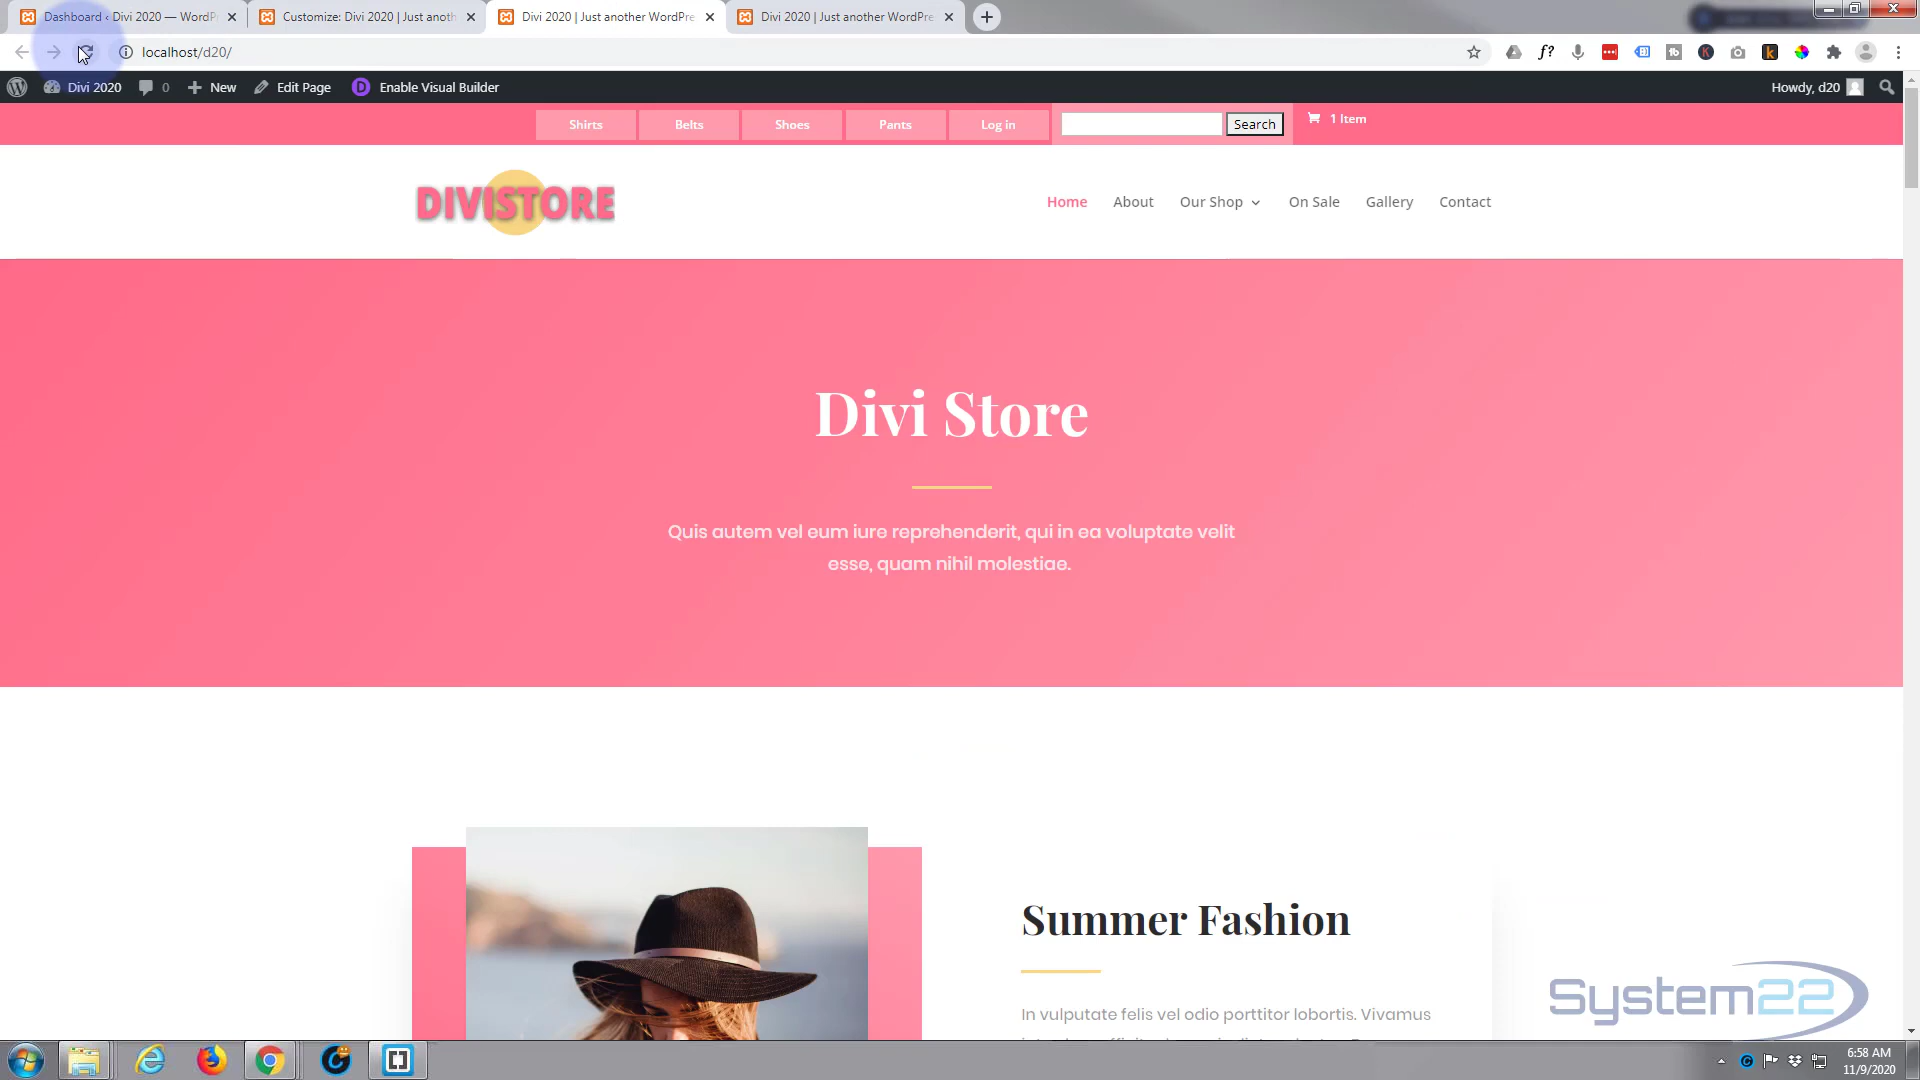 Dashboard ‹ Divi 2020 — WordPr
Customize: Divi 2020 | Just anoth
Divi 2020 | Just another WordPre
Divi 2020 | Just another WordPre
localhost/d20/
Divi 2020
0
New
Edit Page
Enable Visual Builder
Howdy, d20
Shirts
Belts
Shoes
Pants
Log in
Search
1 Item
DIVISTORE
Home
About
Our Shop
On Sale
Gallery
Contact
Divi Store
Quis autem vel eum iure reprehenderit, qui in ea voluptate velit
esse, quam nihil molestiae.
Summer Fashion
In vulputate felis vel odio porttitor lobortis. Vivamus
System22
6:58 AM
11/9/2020